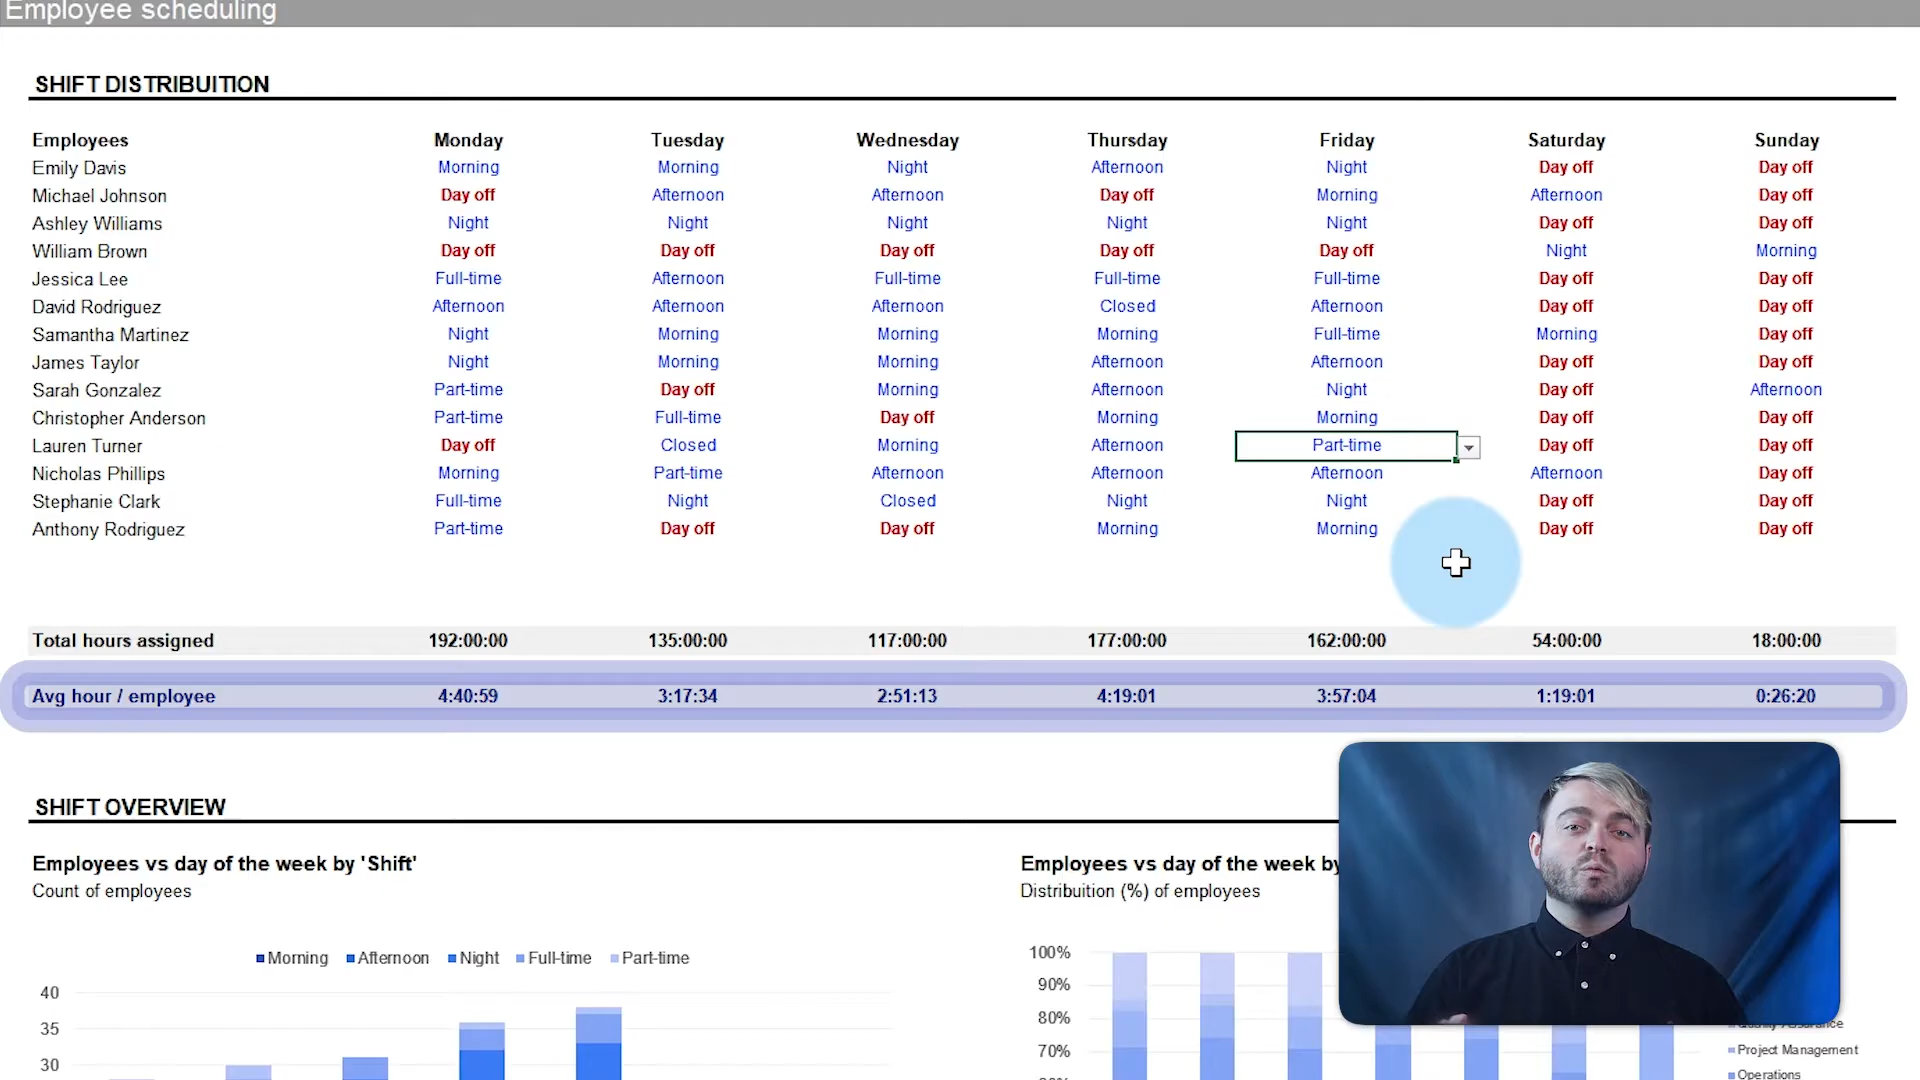 Employee scheduling
SHIFT DISTRIBUITION
Employees Monday Tuesday Wednesday Thursday Friday Saturday Sunday
Emily Davis Morning Morning Night Afternoon Night Day off Day off
Michael Johnson Day off Afternoon Afternoon Day off Morning Afternoon Day off
Ashley Williams Night Night Night Night Night Day off Day off
William Brown Day off Day off Day off Day off Day off Night Morning
Jessica Lee Full-time Afternoon Full-time Full-time Full-time Day off Day off
David Rodriguez Afternoon Afternoon Afternoon Closed Afternoon Day off Day off
Samantha Martinez Night Morning Morning Morning Full-time Morning Day off
James Taylor Night Morning Morning Afternoon Afternoon Day off Day off
Sarah Gonzalez Part-time Day off Morning Afternoon Night Day off Afternoon
Christopher Anderson Part-time Full-time Day off Morning Morning Day off Day off
Lauren Turner Day off Closed Morning Afternoon Part-time Day off Day off
Nicholas Phillips Morning Part-time Afternoon Afternoon Afternoon Afternoon Day off
Stephanie Clark Full-time Night Closed Night Night Day off Day off
Anthony Rodriguez Part-time Day off Day off Morning Morning Day off Day off
Total hours assigned 192:00:00 135:00:00 117:00:00 177:00:00 162:00:00 54:00:00 18:00:00
Avg hour / employee 4:40:59 3:17:34 2:51:13 4:19:01 3:57:04 1:19:01 0:26:20
SHIFT OVERVIEW
Employees vs day of the week by 'Shift'
Count of employees
Morning Afternoon Night Full-time Part-time
40
35
30
Employees vs day of the week by
Distribution (%) of employees
100%
90%
80%
70%
Quality Assurance
Project Management
Operations